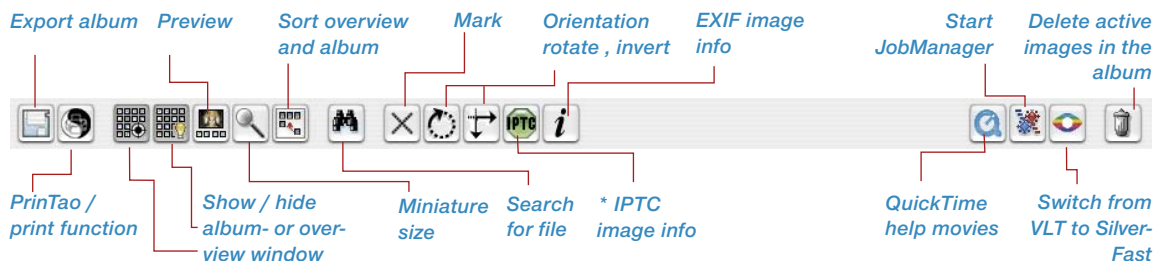 Export album
Preview
Sort overview
and album
Mark
Orientation
rotate , invert
EXIF image
info
Start
JobManager
Delete active
images in the
album
IPTC
i
PrinTao /
print function
Show / hide
album- or over-
view window
Miniature
size
Search
for file
* IPTC
image info
QuickTime
help movies
Switch from
VLT to Silver-
Fast